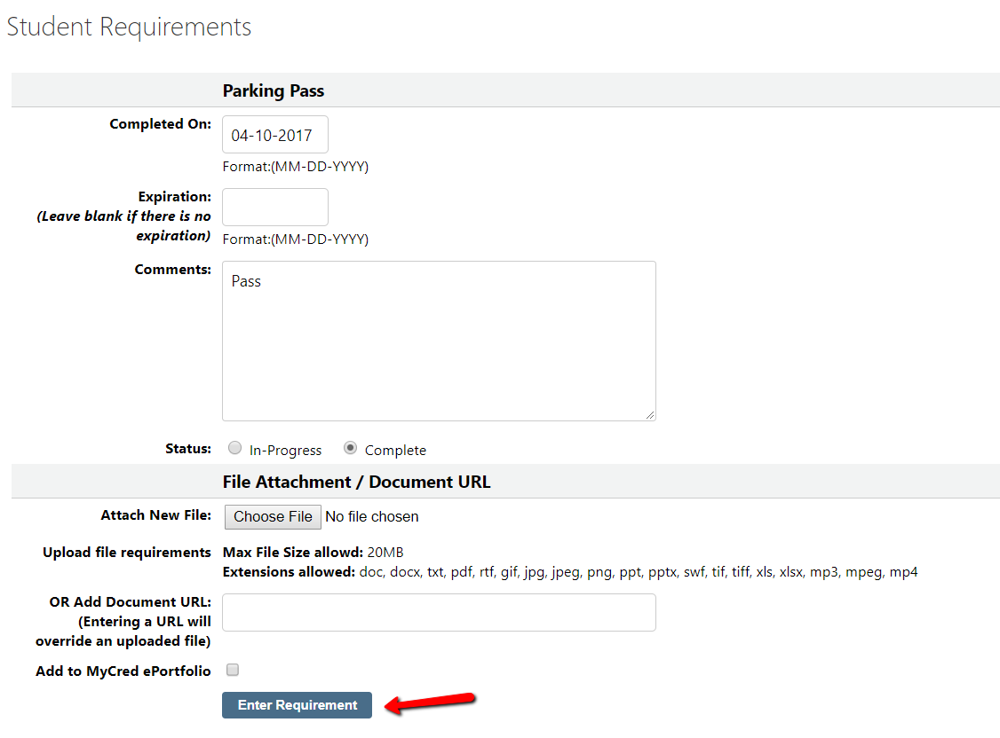 Student Requirements
Parking Pass
Completed On:
04-10-2017
Format:(MM-DD-YYYY)
Expiration:
(Leave blank if there is no
expiration)
Format:(MM-DD-YYYY)
Comments:
Pass
Status:
In-Progress
Complete
File Attachment / Document URL
Attach New File:
Choose File No file chosen
Upload file requirements
Max File Size allowd: 20MB
Extensions allowed: doc, docx, txt, pdf, rtf, gif, jpg, jpeg, png, ppt, pptx, swf, tif, tiff, xls, xlsx, mp3, mpeg, mp4
OR Add Document URL:
(Entering a URL will
override an uploaded file)
Add to MyCred ePortfolio
Enter Requirement